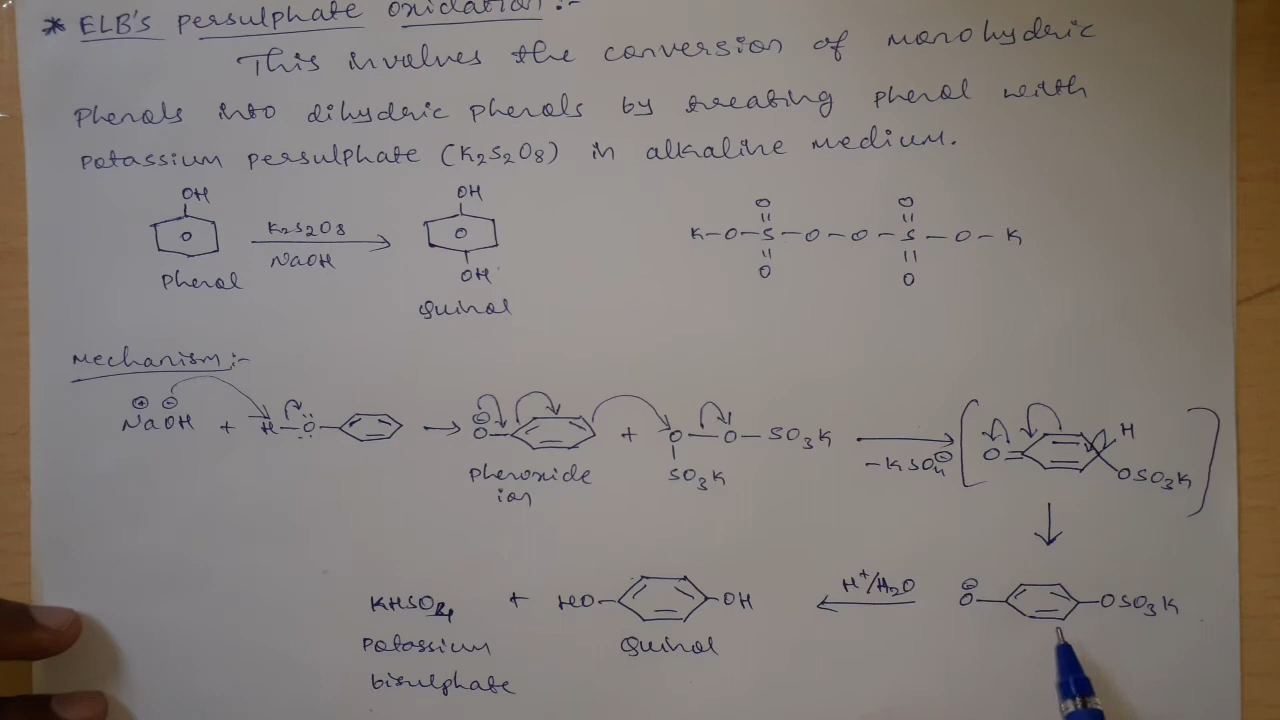 * ELB's persulphate oxidation :-
This involves the conversion of monohydric
phenols into dihydric phenols by treating phenol with
potassium persulphate (K2S2O8) in alkaline medium.
OH OH O O
K2S2O8 K-O-S-O-O-S-O-K
NaOH O O
OH
Phenol
Quinol
Mechanism:-
⊕ ⊖
NaOH + H-O- → ⊖ O- + O-O-SO3K → -KSO4⊖ [ O= H OSO3K ]
SO3K
phenoxide
ion
↓
KHSO4 + HO- -OH ← H+/H2O ⊖ O- -OSO3K
Potassium Quinol
bisulphate